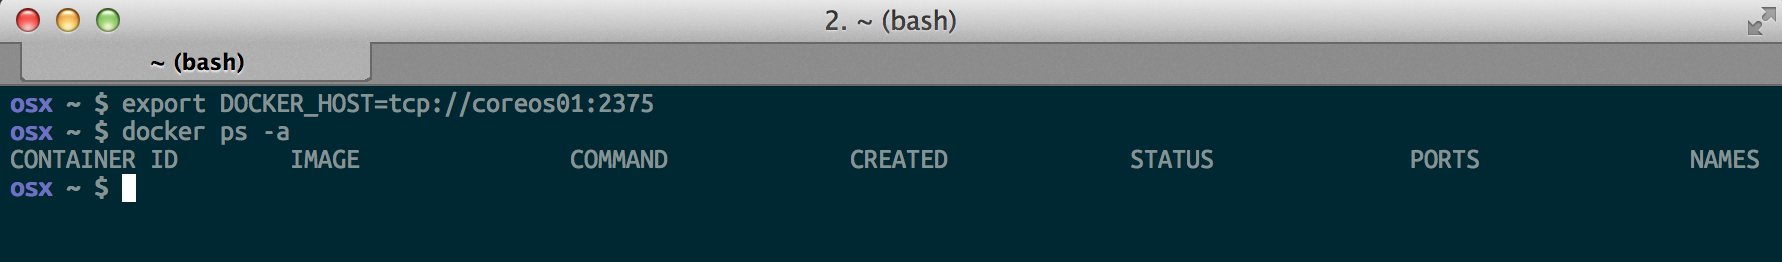 2. ~ (bash)
~ (bash)
osx ~ $ export DOCKER_HOST=tcp://coreos01:2375
osx ~ $ docker ps -a
CONTAINER ID        IMAGE               COMMAND             CREATED             STATUS              PORTS               NAMES
osx ~ $